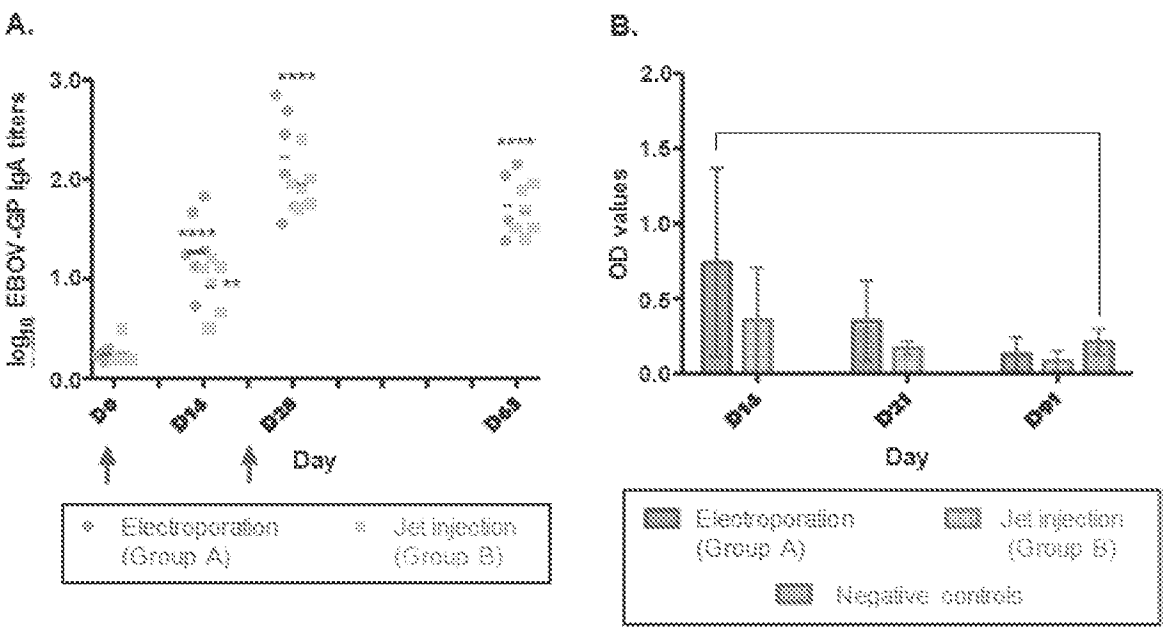 A.
log₁₀ EBOV-GP IgA titers
3.0
2.0
1.0
0.0
****
****
**
****
D0
D14
D28
D63
Day
Electroporation
(Group A)
Jet injection
(Group B)
B.
OD values
2.0
1.5
1.0
0.5
0.0
D21
D91
Day
Electroporation
(Group A)
Jet injection
(Group B)
Negative controls